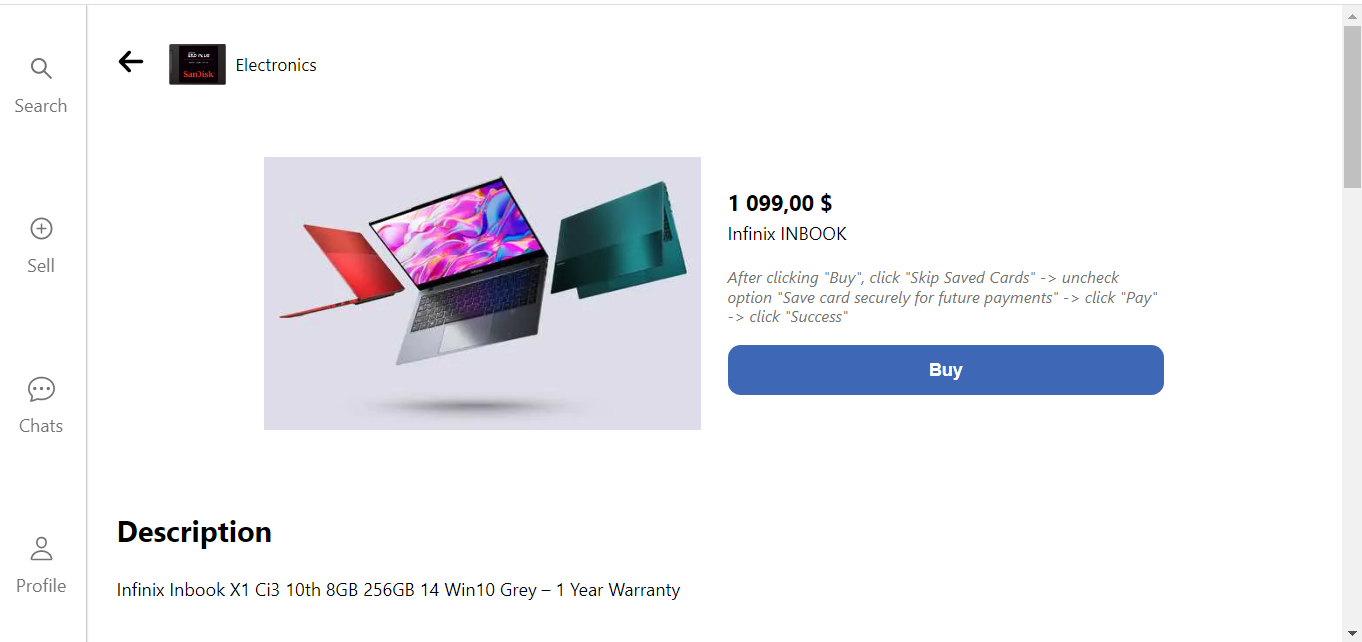 Search
Sell
Chats
Profile
SanDisk
Electronics
1 099,00 $
Infinix INBOOK
After clicking "Buy", click "Skip Saved Cards" -> uncheck
option "Save card securely for future payments" -> click "Pay"
-> click "Success"
Buy
Description
Infinix Inbook X1 Ci3 10th 8GB 256GB 14 Win10 Grey – 1 Year Warranty